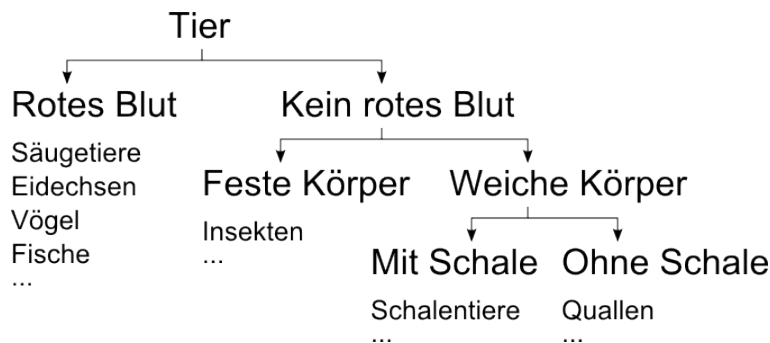 Tier
Rotes Blut
Kein rotes Blut
Säugetiere
Eidechsen
Vögel
Fische
...
Feste Körper
Weiche Körper
Insekten
...
Mit Schale
Ohne Schale
Schalentiere
...
Quallen
...